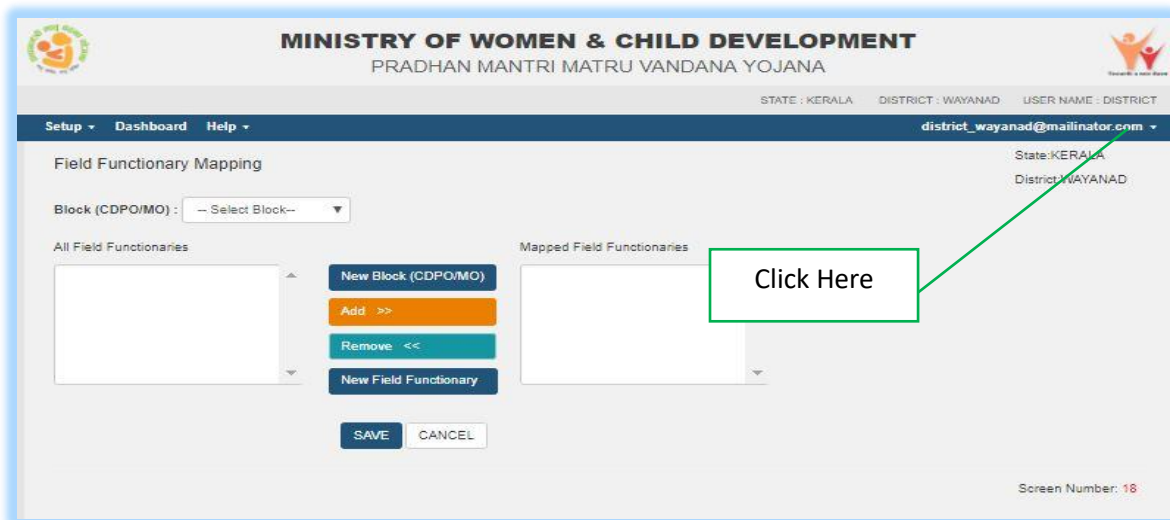 MINISTRY OF WOMEN & CHILD DEVELOPMENT
PRADHAN MANTRI MATRU VANDANA YOJANA
STATE : KERALA DISTRICT : WAYANAD USER NAME : DISTRICT
Setup Dashboard Help district_wayanad@mailinator.com
Field Functionary Mapping
State:KERALA
District:WAYANAD
Block (CDPO/MO) : -- Select Block--
All Field Functionaries
Mapped Field Functionaries
New Block (CDPO/MO)
Click Here
Add >>
Remove <<
New Field Functionary
SAVE CANCEL
Screen Number: 18